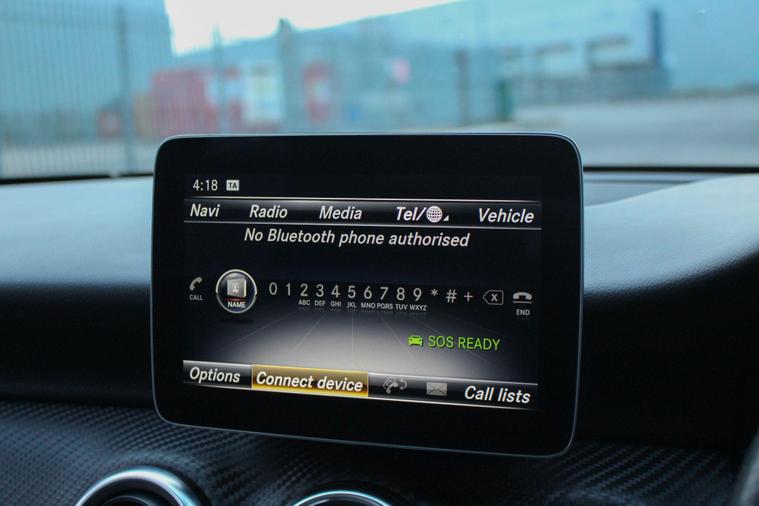 4:18 TA
Navi Radio Media Tel/ Vehicle
No Bluetooth phone authorised
CALL NAME 0 1 2 3 4 5 6 7 8 9 * # + X END
ABC DEF GHI JKL MNO PQRS TUV WXYZ
SOS READY
Options Connect device Call lists